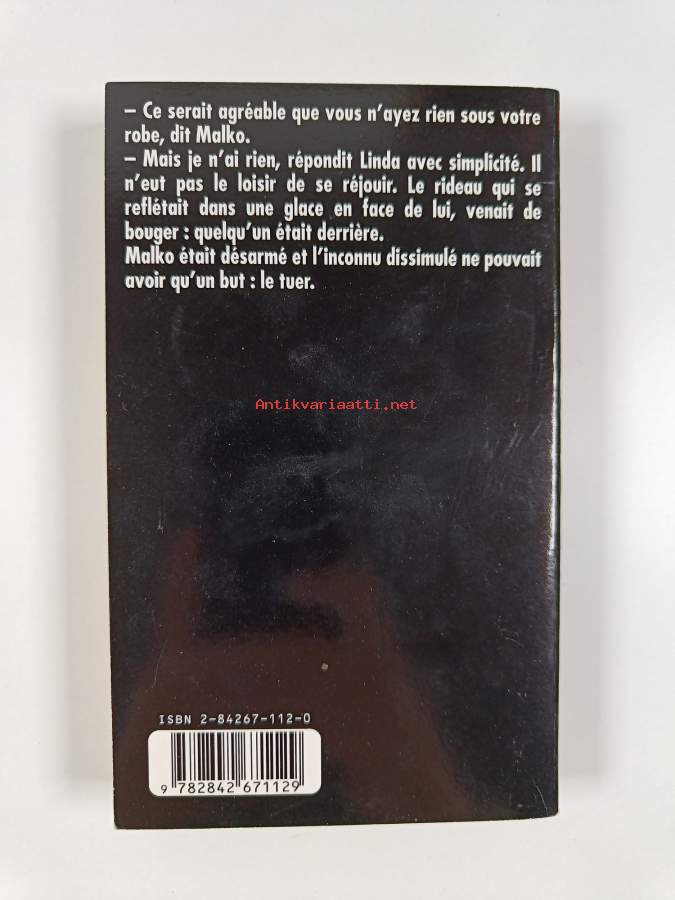 – Ce serait agréable que vous n'ayez rien sous votre
robe, dit Malko.
– Mais je n'ai rien, répondit Linda avec simplicité. Il
n'eut pas le loisir de se réjouir. Le rideau qui se
reflétait dans une glace en face de lui, venait de
bouger : quelqu'un était derrière.
Malko était désarmé et l'inconnu dissimulé ne pouvait
avoir qu'un but : le tuer.
Antikvariaatti.net
ISBN 2-84267-112-0
9 782842 671129